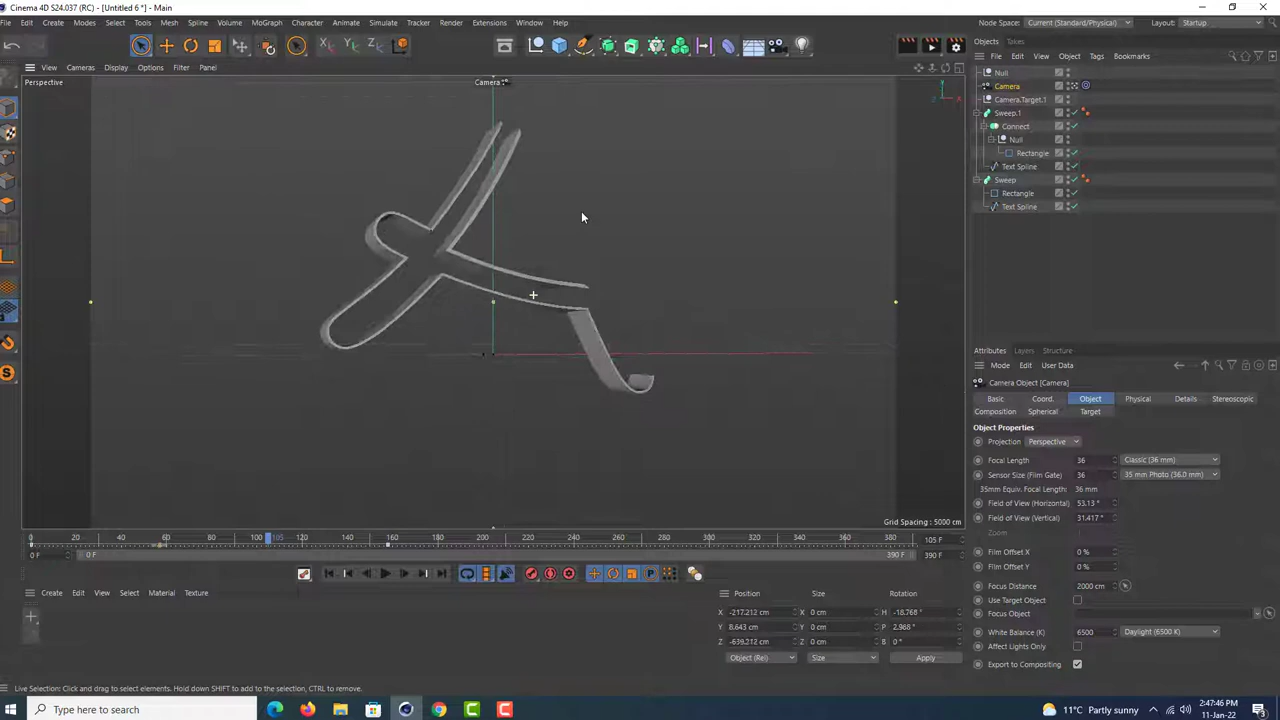 Cinema 4D S24.037 (RC) - [Untitled 6 *] - Main
File Edit Create Modes Select Tools Mesh Spline Volume MoGraph Character Animate Simulate Tracker Render Extensions Window Help
Node Space: Current (Standard/Physical) Layout: Startup
X Y Z
Objects Takes
View Cameras Display Options Filter Panel
File Edit View Object Tags Bookmarks
Perspective
Camera
Null
Camera
Camera.Target.1
Sweep.1
Connect
Null
Rectangle
Text Spline
Sweep
Rectangle
Text Spline
Attributes Layers Structure
Mode Edit User Data
Camera Object [Camera]
Basic Coord. Object Physical Details Stereoscopic
Composition Spherical Target
Object Properties
Projection Perspective
Focal Length 36 Classic (36 mm)
Sensor Size (Film Gate) 36 35 mm Photo (36.0 mm)
35mm Equiv. Focal Length: 36 mm
Field of View (Horizontal) 53.13 °
Field of View (Vertical) 31.417 °
Zoom
Film Offset X 0 %
Film Offset Y 0 %
Focus Distance 2000 cm
Use Target Object
Focus Object
White Balance (K) 6500 Daylight (6500 K)
Affect Lights Only
Export to Compositing
Grid Spacing : 5000 cm
0 20 40 60 80 100 105 120 140 160 180 200 220 240 260 280 300 320 340 360 380 105 F
0 F 0 F 390 F 390 F
Create Edit View Select Material Texture
Position Size Rotation
X -217.212 cm X 0 cm H -18.768 °
Y 8.643 cm Y 0 cm P 2.968 °
Z -639.212 cm Z 0 cm B 0 °
Object (Rel) Size Apply
Live Selection: Click and drag to select elements. Hold down SHIFT to add to the selection, CTRL to remove.
Type here to search
11°C Partly sunny
2:47:46
11-Jan-22